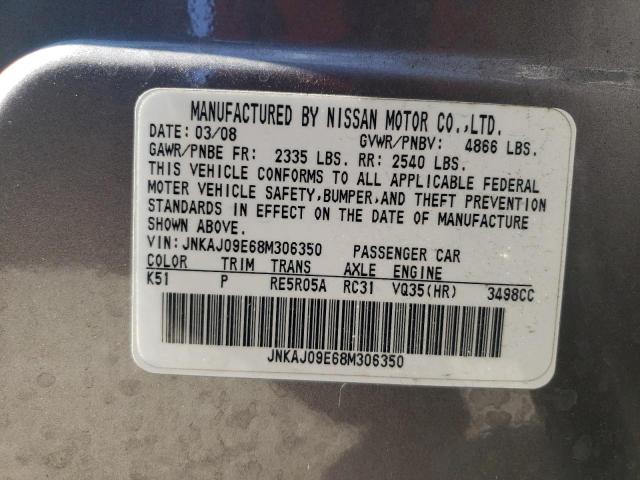 MANUFACTURED BY NISSAN MOTOR CO.,LTD.
DATE: 03/08 GVWR/PNBV: 4866 LBS.
GAWR/PNBE FR: 2335 LBS. RR: 2540 LBS.
THIS VEHICLE CONFORMS TO ALL APPLICABLE FEDERAL
MOTER VEHICLE SAFETY,BUMPER,AND THEFT PREVENTION
STANDARDS IN EFFECT ON THE DATE OF MANUFACTURE
SHOWN ABOVE.
VIN: JNKAJ09E68M306350 PASSENGER CAR
COLOR TRIM TRANS AXLE ENGINE
K51 P RE5R05A RC31 VQ35(HR) 3498CC
JNKAJ09E68M306350